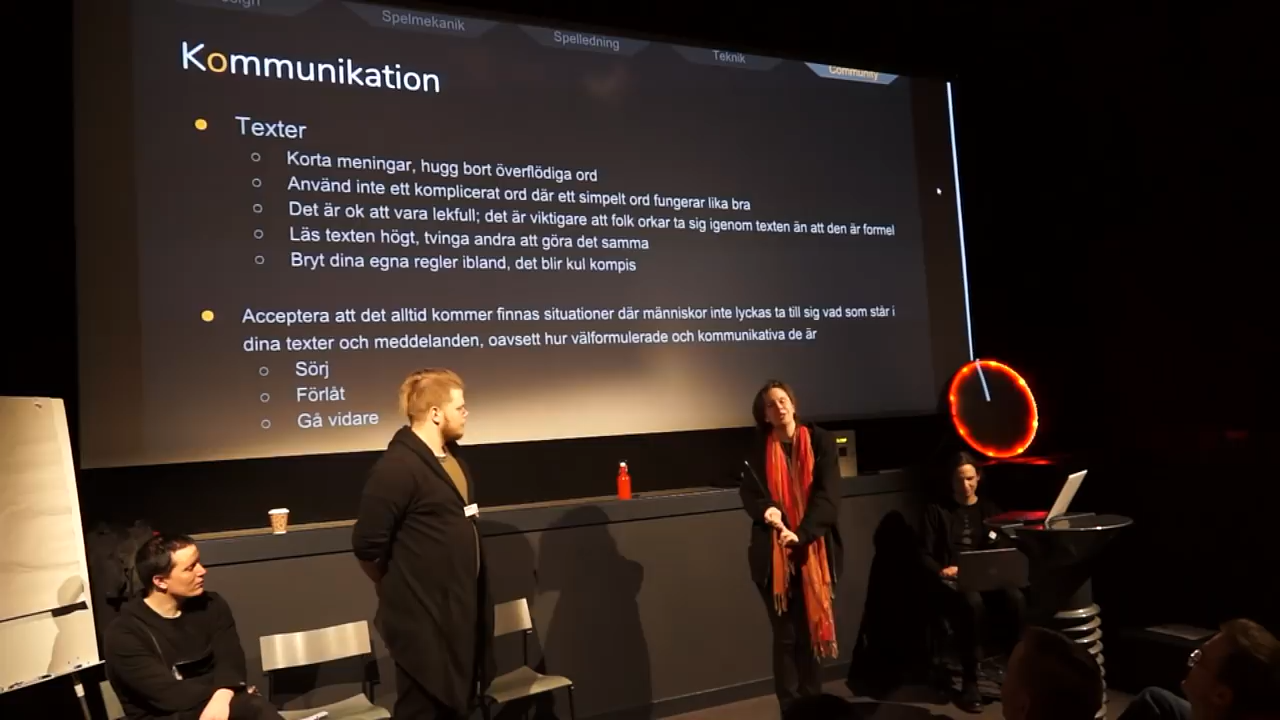 Spelmekanik
Spelledning
Teknik
Community
Kommunikation
Texter
Korta meningar, hugg bort överflödiga ord
Använd inte ett komplicerat ord där ett simpelt ord fungerar lika bra
Det är ok att vara lekfull; det är viktigare att folk orkar ta sig igenom texten än att den är formel
Läs texten högt, tvinga andra att göra det samma
Bryt dina egna regler ibland, det blir kul kompis
Acceptera att det alltid kommer finnas situationer där människor inte lyckas ta till sig vad som står i
dina texter och meddelanden, oavsett hur välformulerade och kommunikativa de är
Sörj
Förlåt
Gå vidare